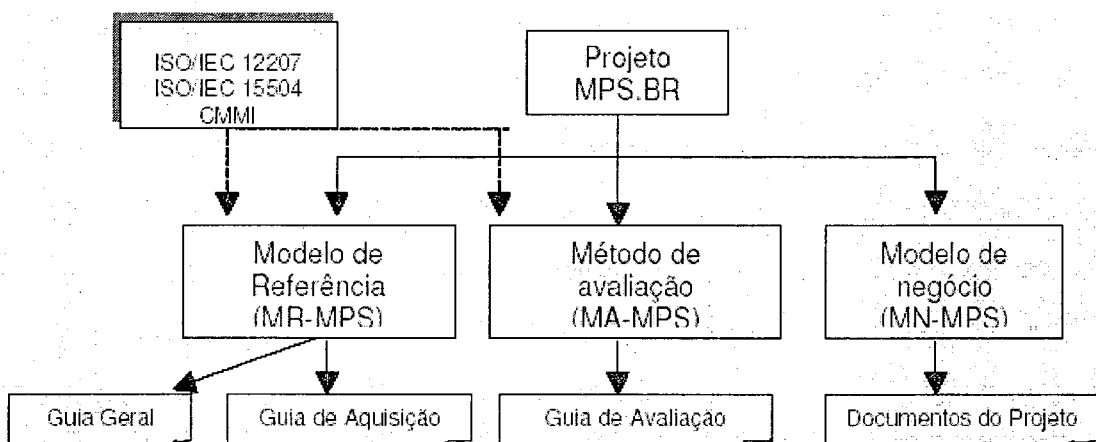 ISO/IEC 12207
ISO/IEC 15504
CMMI
Projeto
MPS.BR
Modelo de
Referência
(MR-MPS)
Método de
avaliação
(MA-MPS)
Modelo de
negócio
(MN-MPS)
Guia Geral
Guia de Aquisição
Guia de Avaliação
Documentos do Projeto